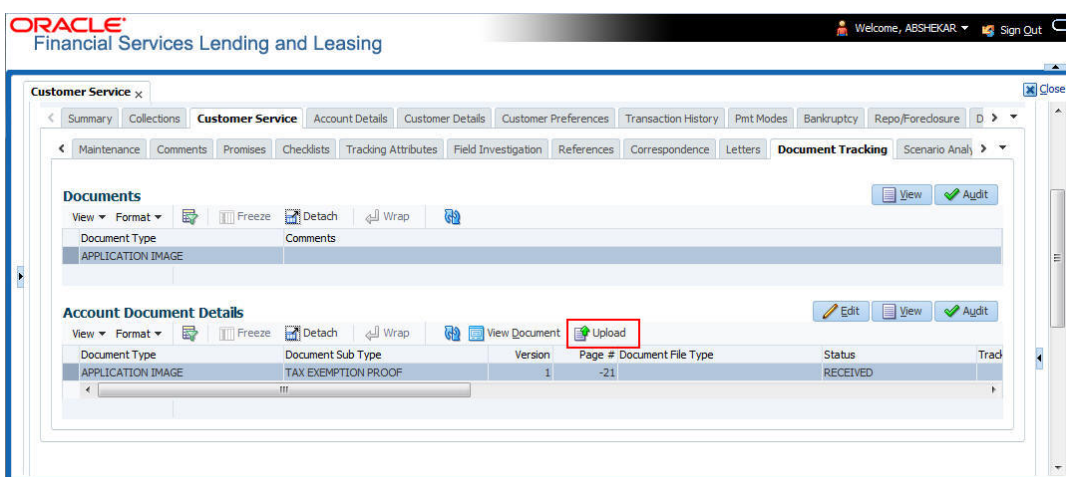 ORACLE
Financial Services Lending and Leasing
Welcome, ABSHEKAR Sign Out
Customer Service x Close
Summary Collections Customer Service Account Details Customer Details Customer Preferences Transaction History Pmt Modes Bankruptcy Repo/Foreclosure D
Maintenance Comments Promises Checklists Tracking Attributes Field Investigation References Correspondence Letters Document Tracking Scenario Analy
Documents View Audit
View Format Freeze Detach Wrap
Document Type Comments
APPLICATION IMAGE
Account Document Details Edit View Audit
View Format Freeze Detach Wrap View Document Upload
Document Type Document Sub Type Version Page # Document File Type Status Track
APPLICATION IMAGE TAX EXEMPTION PROOF 1 -21 RECEIVED